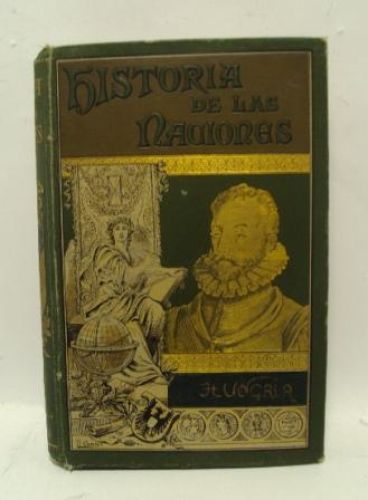 HISTORIA
DE LAS
NACIONES
HUNGRIA